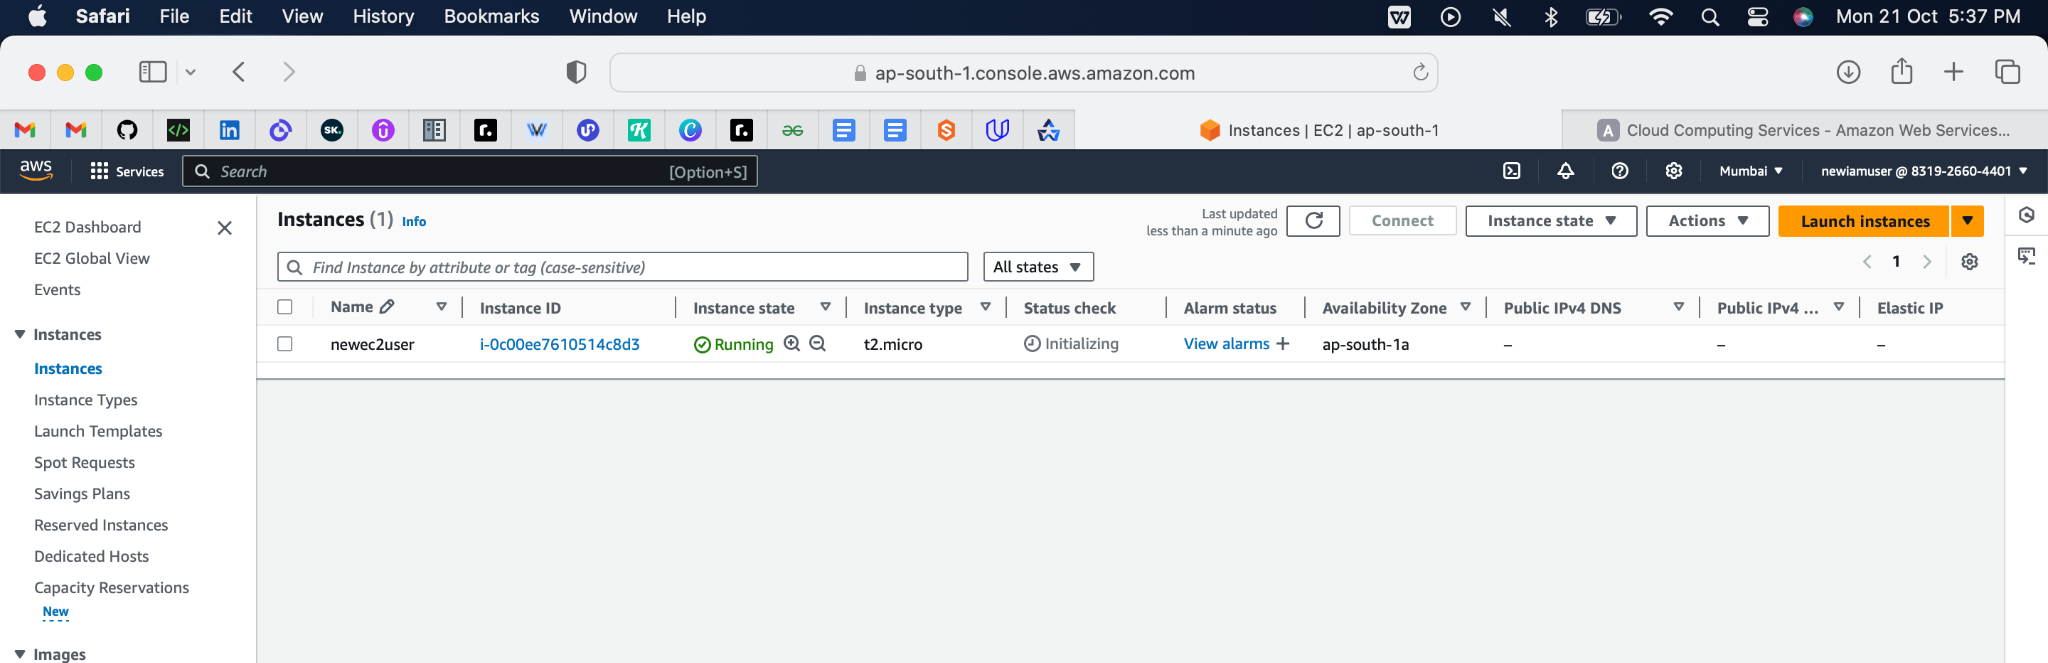 Safari File Edit View History Bookmarks Window Help Mon 21 Oct 5:37 PM
ap-south-1.console.aws.amazon.com
Instances | EC2 | ap-south-1
A Cloud Computing Services - Amazon Web Services...
aws Services Search [Option+S] Mumbai newiamuser @ 8319-2660-4401
EC2 Dashboard
EC2 Global View
Events
Instances
Instances
Instance Types
Launch Templates
Spot Requests
Savings Plans
Reserved Instances
Dedicated Hosts
Capacity Reservations
New
Images
Instances (1) Info
Last updated
less than a minute ago
Connect Instance state Actions Launch instances
Find Instance by attribute or tag (case-sensitive) All states 1
Name Instance ID Instance state Instance type Status check Alarm status Availability Zone Public IPv4 DNS Public IPv4 ... Elastic IP
newec2user i-0c00ee7610514c8d3 Running t2.micro Initializing View alarms + ap-south-1a – – –